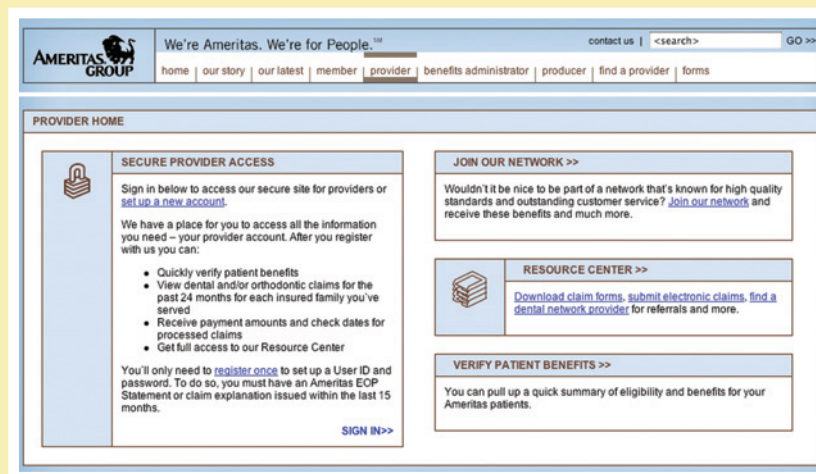 AMERITAS
GROUP
We're Ameritas. We're for People.℠
contact us | <search> GO >>
home | our story | our latest | member | provider | benefits administrator | producer | find a provider | forms
PROVIDER HOME
SECURE PROVIDER ACCESS
Sign in below to access our secure site for providers or
set up a new account.
We have a place for you to access all the information
you need – your provider account. After you register
with us you can:
• Quickly verify patient benefits
• View dental and/or orthodontic claims for the
past 24 months for each insured family you've
served
• Receive payment amounts and check dates for
processed claims
• Get full access to our Resource Center
You'll only need to register once to set up a User ID and
password. To do so, you must have an Ameritas EOP
Statement or claim explanation issued within the last 15
months.
SIGN IN>>
JOIN OUR NETWORK >>
Wouldn't it be nice to be part of a network that's known for high quality
standards and outstanding customer service? Join our network and
receive these benefits and much more.
RESOURCE CENTER >>
Download claim forms, submit electronic claims, find a
dental network provider for referrals and more.
VERIFY PATIENT BENEFITS >>
You can pull up a quick summary of eligibility and benefits for your
Ameritas patients.